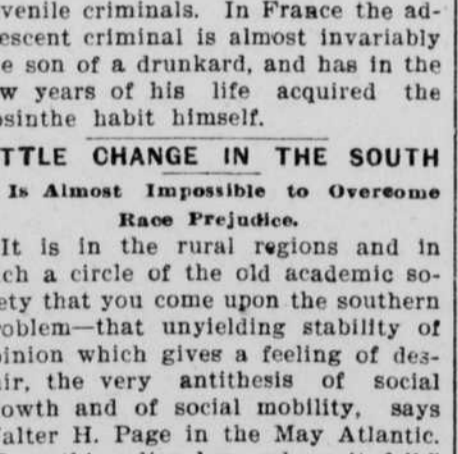 venile criminals. In France the ad-
escent criminal is almost invariably
e son of a drunkard, and has in the
w years of his life acquired the
bsinthe habit himself.
TTLE CHANGE IN THE SOUTH
Is Almost Impossible to Overcome
Race Prejudice.
It is in the rural regions and in
ch a circle of the old academic so-
ety that you come upon the southern
roblem—that unyielding stability of
pinion which gives a feeling of des-
air, the very antithesis of social
rowth and of social mobility, says
Walter H. Page in the May Atlantic.